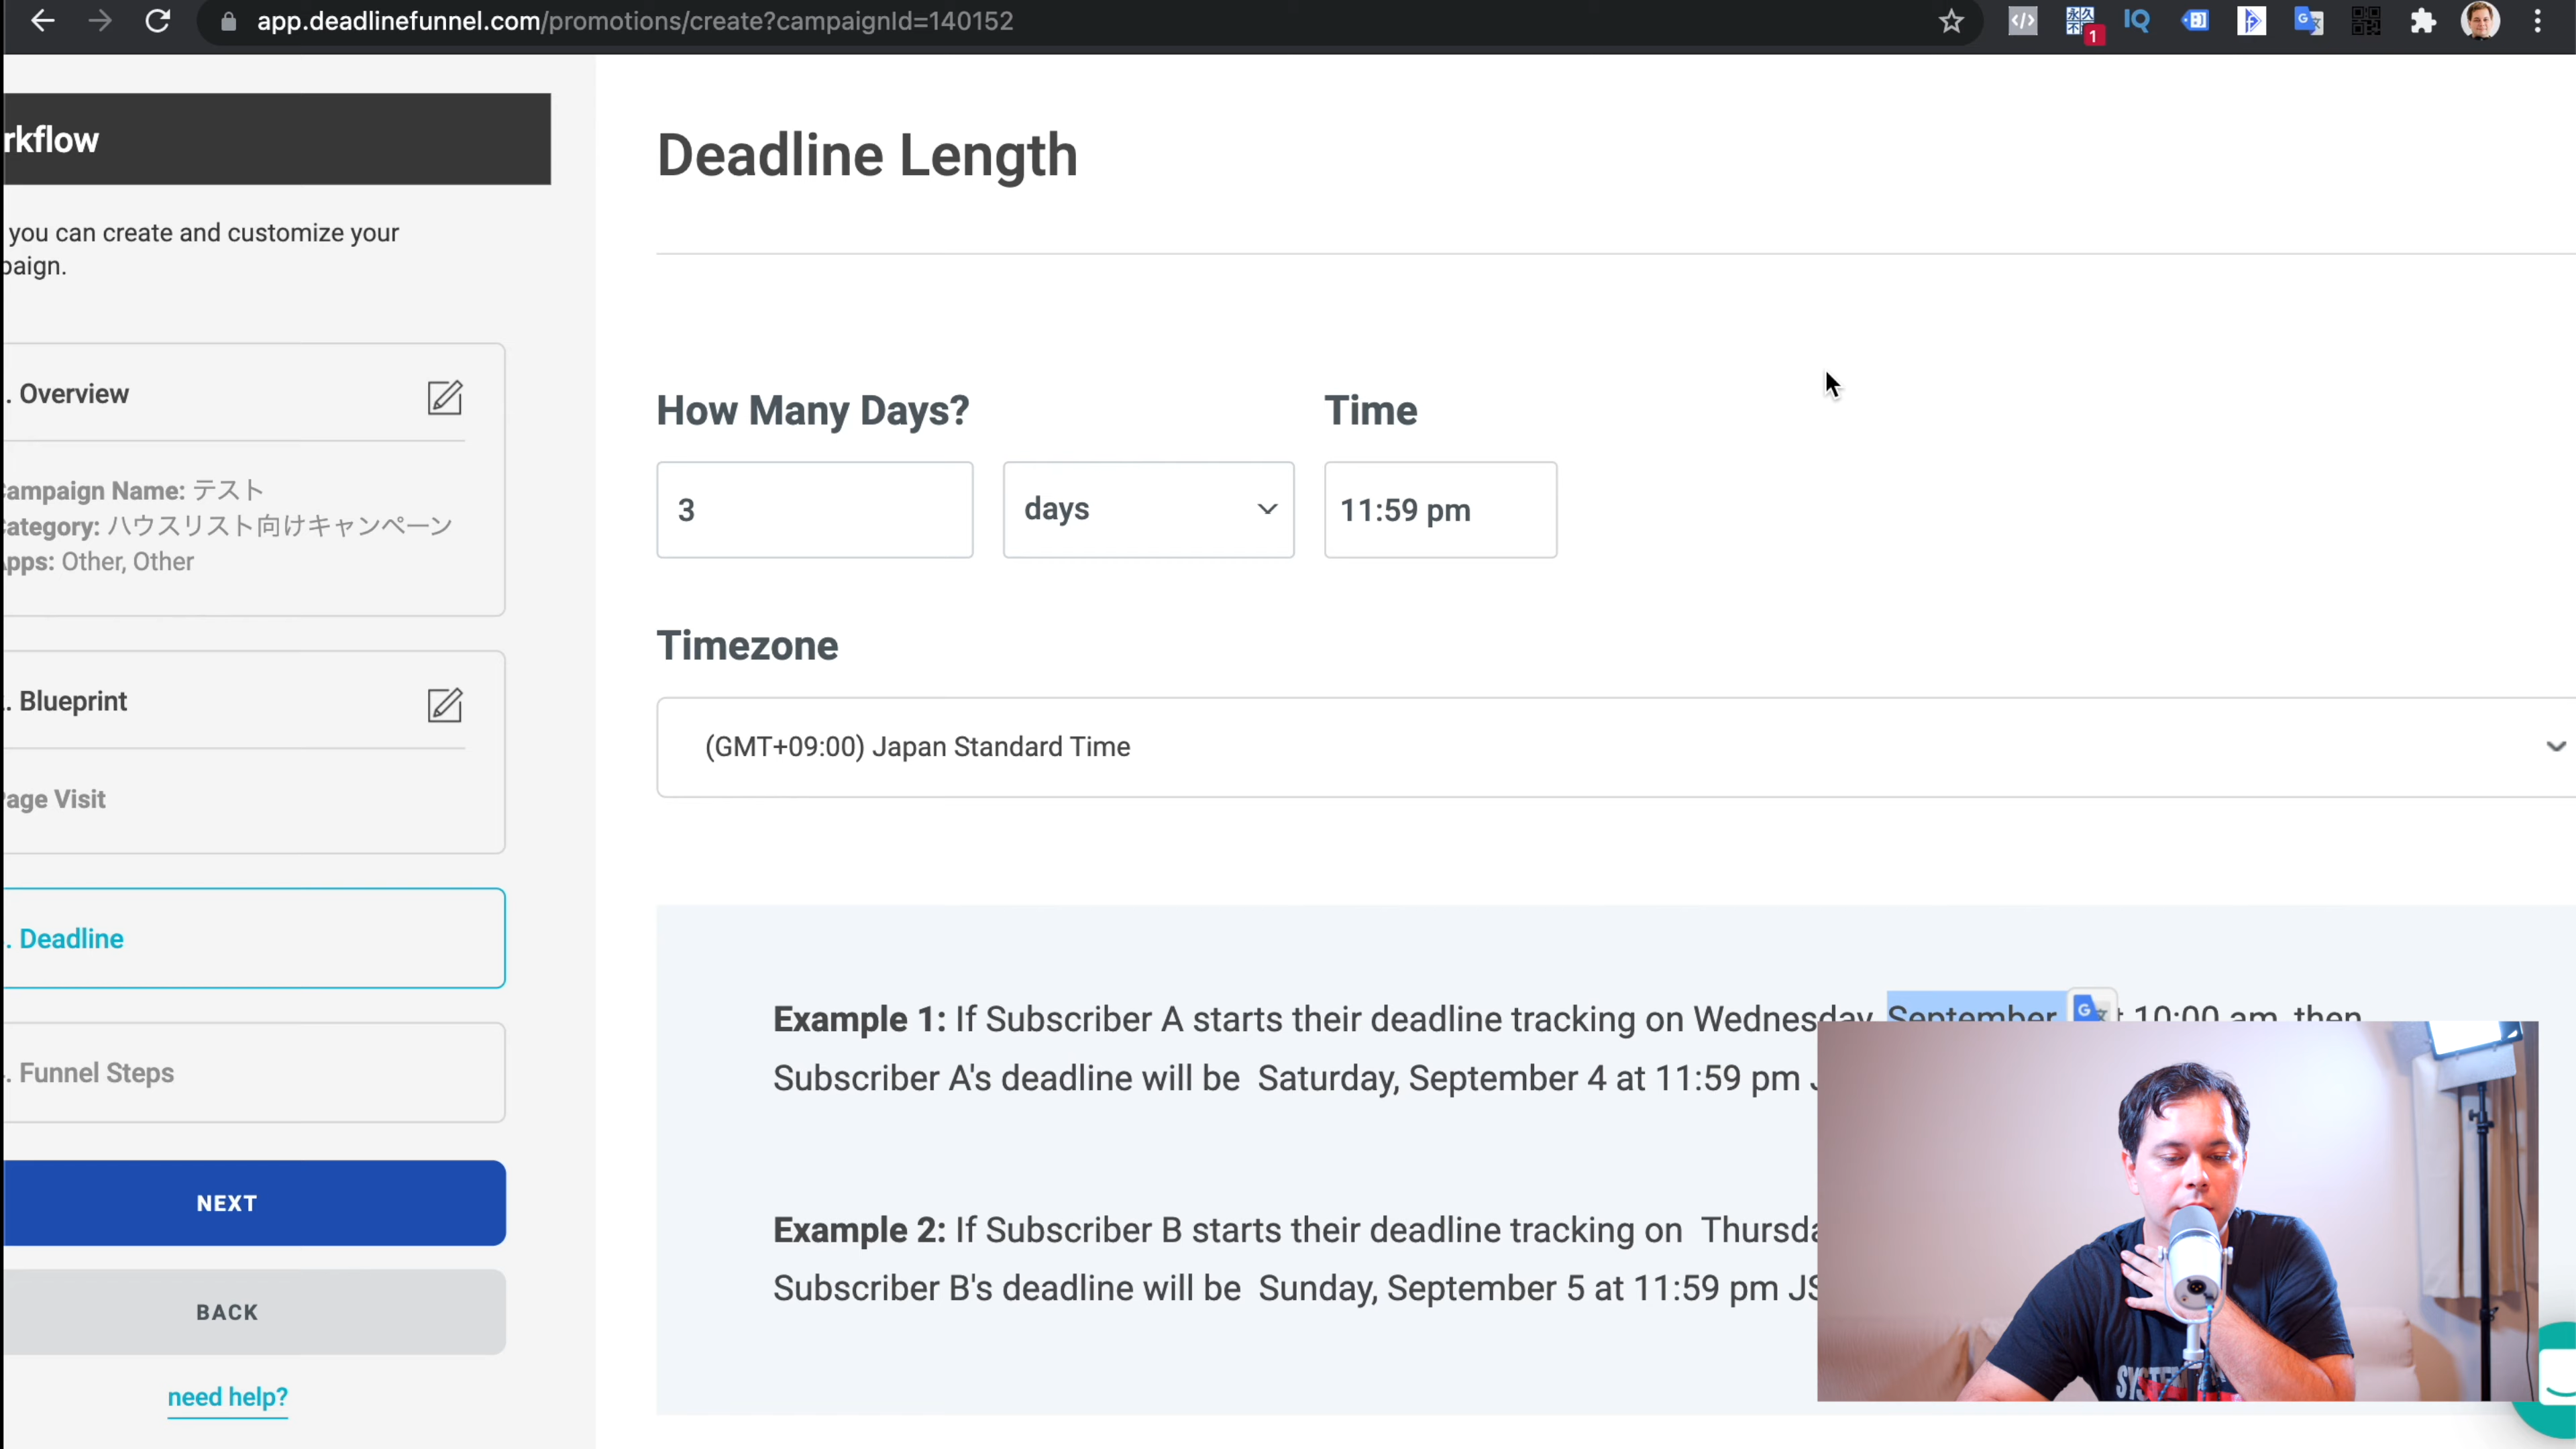 app.deadlinefunnel.com/promotions/create?campaignId=140152
1
IQ
rkflow
you can create and customize your
paign.
. Overview
ampaign Name: テスト
ategory: ハウスリスト向けキャンペーン
pps: Other, Other
. Blueprint
age Visit
. Deadline
. Funnel Steps
NEXT
BACK
need help?
Deadline Length
How Many Days?
Time
3
days
11:59 pm
Timezone
(GMT+09:00) Japan Standard Time
Example 1: If Subscriber A starts their deadline tracking on Wednesday, September t 10:00 am, then
Subscriber A's deadline will be Saturday, September 4 at 11:59 pm
Example 2: If Subscriber B starts their deadline tracking on Thursda
Subscriber B's deadline will be Sunday, September 5 at 11:59 pm JS